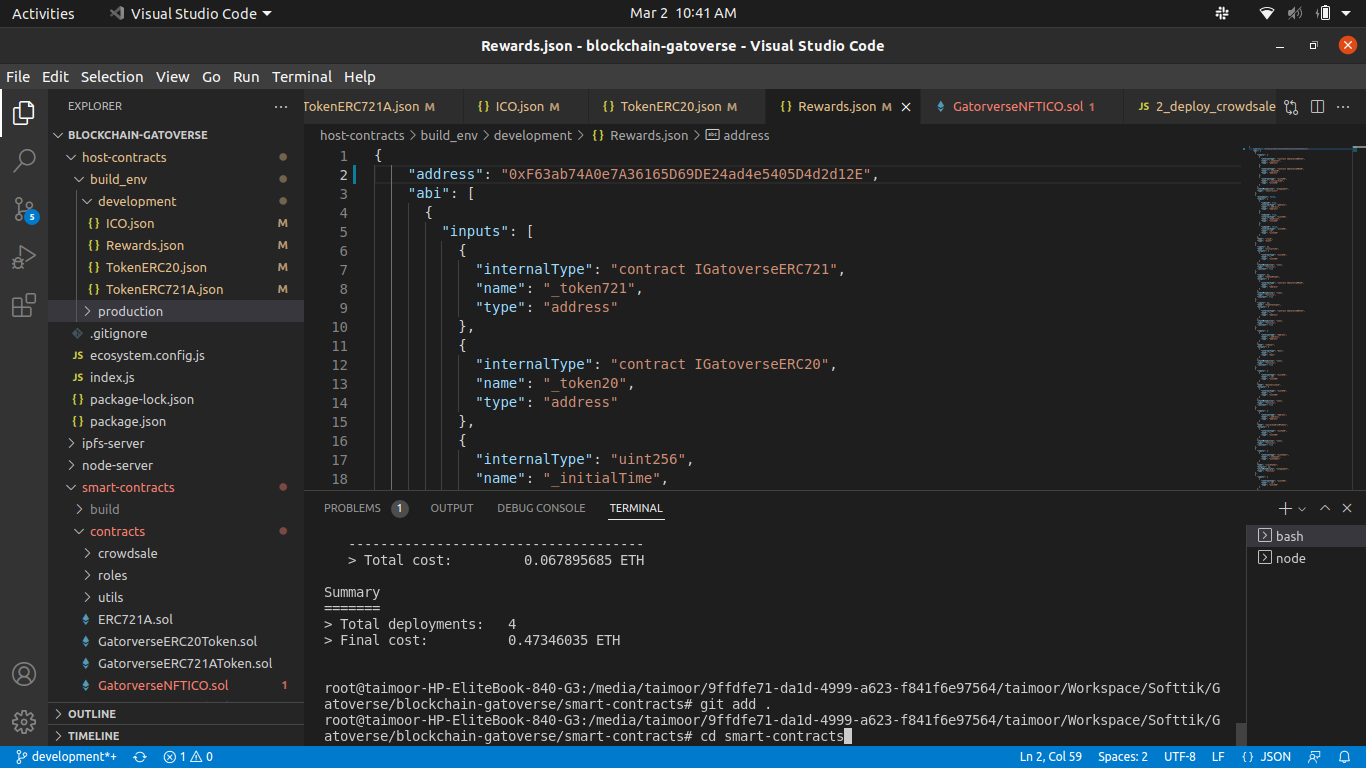 Activities Visual Studio Code Mar 2 10:41 AM
Rewards.json - blockchain-gatoverse - Visual Studio Code
File Edit Selection View Go Run Terminal Help
EXPLORER
BLOCKCHAIN-GATOVERSE
host-contracts
build_env
development
{} ICO.json M
{} Rewards.json M
{} TokenERC20.json M
{} TokenERC721A.json M
production
.gitignore
JS ecosystem.config.js
JS index.js
{} package-lock.json
{} package.json
ipfs-server
node-server
smart-contracts
build
contracts
crowdsale
roles
utils
ERC721A.sol
GatorverseERC20Token.sol
GatorverseERC721AToken.sol
GatorverseNFTICO.sol 1
OUTLINE
TIMELINE
5
TokenERC721A.json M {} ICO.json M {} TokenERC20.json M {} Rewards.json M GatorverseNFTICO.sol 1 JS 2_deploy_crowdsale
host-contracts > build_env > development > {} Rewards.json > abc address
1 {
2 "address": "0xF63ab74A0e7A36165D69DE24ad4e5405D4d2d12E",
3 "abi": [
4 {
5 "inputs": [
6 {
7 "internalType": "contract IGatoverseERC721",
8 "name": "_token721",
9 "type": "address"
10 },
11 {
12 "internalType": "contract IGatoverseERC20",
13 "name": "_token20",
14 "type": "address"
15 },
16 {
17 "internalType": "uint256",
18 "name": "_initialTime",
PROBLEMS 1 OUTPUT DEBUG CONSOLE TERMINAL
-----------------------------------
> Total cost: 0.067895685 ETH
Summary
=======
> Total deployments: 4
> Final cost: 0.47346035 ETH
root@taimoor-HP-EliteBook-840-G3:/media/taimoor/9ffdfe71-da1d-4999-a623-f841f6e97564/taimoor/Workspace/Softtik/G
atoverse/blockchain-gatoverse/smart-contracts# git add .
root@taimoor-HP-EliteBook-840-G3:/media/taimoor/9ffdfe71-da1d-4999-a623-f841f6e97564/taimoor/Workspace/Softtik/G
atoverse/blockchain-gatoverse/smart-contracts# cd smart-contracts
bash
node
development*+ 1 0 Ln 2, Col 59 Spaces: 2 UTF-8 LF {} JSON